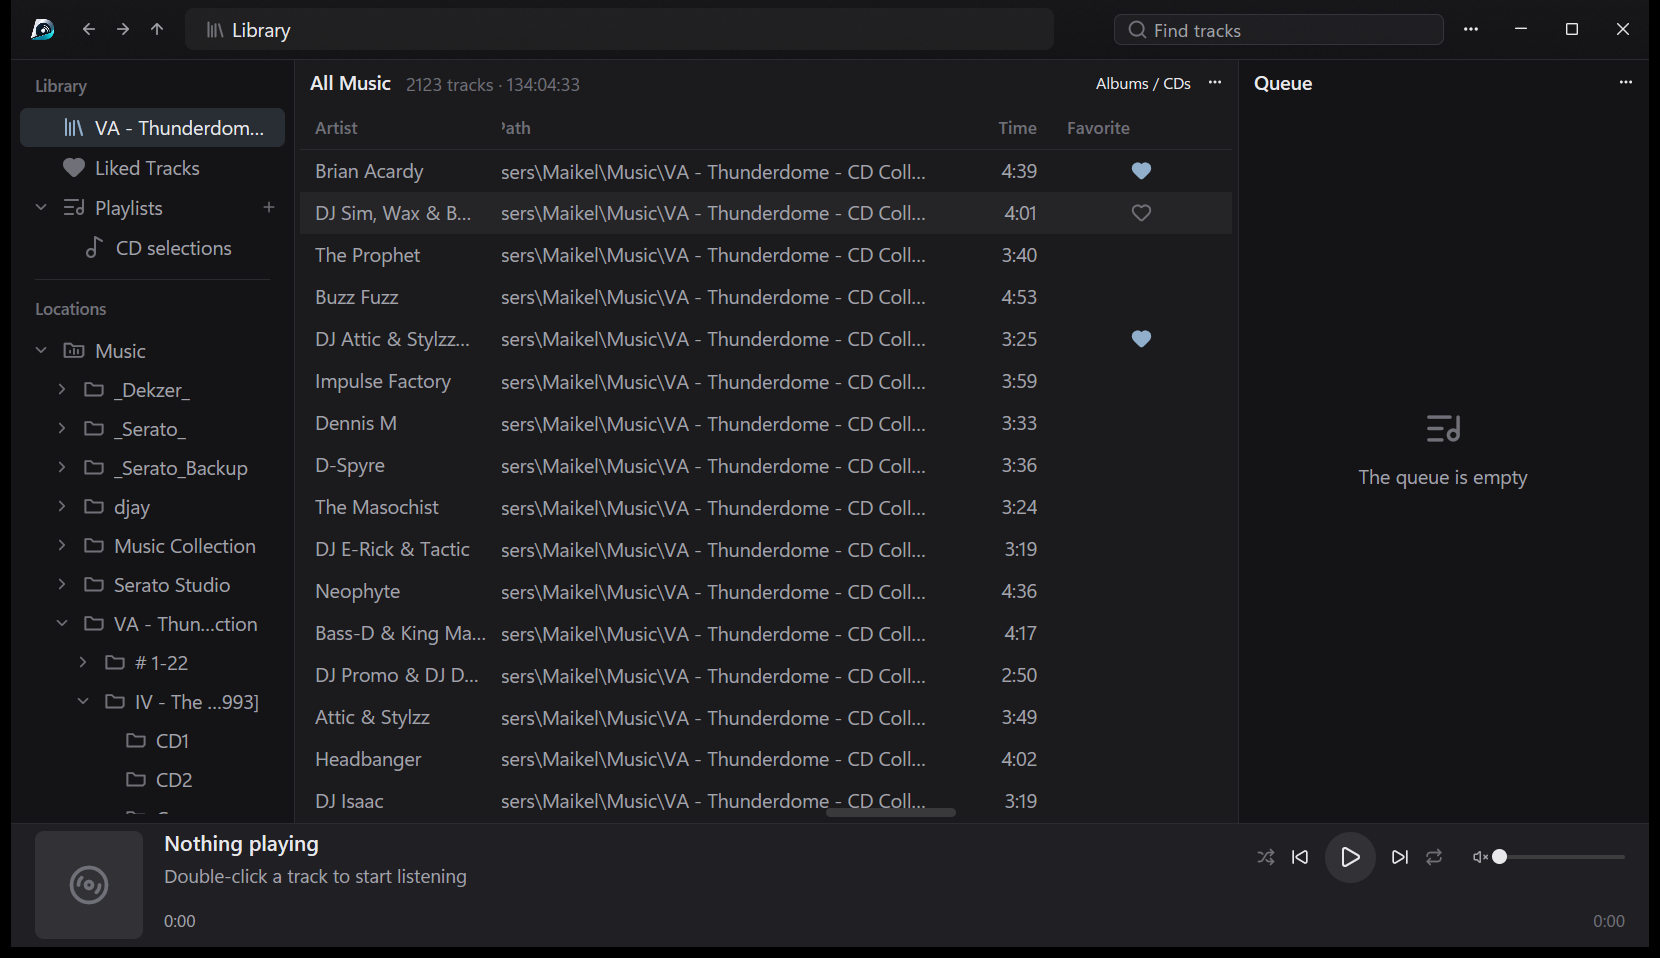 Library
Find tracks
Library
VA - Thunderdom...
Liked Tracks
Playlists
CD selections
Locations
Music
_Dekzer_
_Serato_
_Serato_Backup
djay
Music Collection
Serato Studio
VA - Thun...ction
# 1-22
IV - The ...993]
CD1
CD2
All Music 2123 tracks · 134:04:33 Albums / CDs
Artist Path Time Favorite
Brian Acardy sers\Maikel\Music\VA - Thunderdome - CD Coll... 4:39
DJ Sim, Wax & B... sers\Maikel\Music\VA - Thunderdome - CD Coll... 4:01
The Prophet sers\Maikel\Music\VA - Thunderdome - CD Coll... 3:40
Buzz Fuzz sers\Maikel\Music\VA - Thunderdome - CD Coll... 4:53
DJ Attic & Stylzz... sers\Maikel\Music\VA - Thunderdome - CD Coll... 3:25
Impulse Factory sers\Maikel\Music\VA - Thunderdome - CD Coll... 3:59
Dennis M sers\Maikel\Music\VA - Thunderdome - CD Coll... 3:33
D-Spyre sers\Maikel\Music\VA - Thunderdome - CD Coll... 3:36
The Masochist sers\Maikel\Music\VA - Thunderdome - CD Coll... 3:24
DJ E-Rick & Tactic sers\Maikel\Music\VA - Thunderdome - CD Coll... 3:19
Neophyte sers\Maikel\Music\VA - Thunderdome - CD Coll... 4:36
Bass-D & King Ma... sers\Maikel\Music\VA - Thunderdome - CD Coll... 4:17
DJ Promo & DJ D... sers\Maikel\Music\VA - Thunderdome - CD Coll... 2:50
Attic & Stylzz sers\Maikel\Music\VA - Thunderdome - CD Coll... 3:49
Headbanger sers\Maikel\Music\VA - Thunderdome - CD Coll... 4:02
DJ Isaac sers\Maikel\Music\VA - Thunderdome - CD Coll... 3:19
Queue
The queue is empty
Nothing playing
Double-click a track to start listening
0:00
0:00